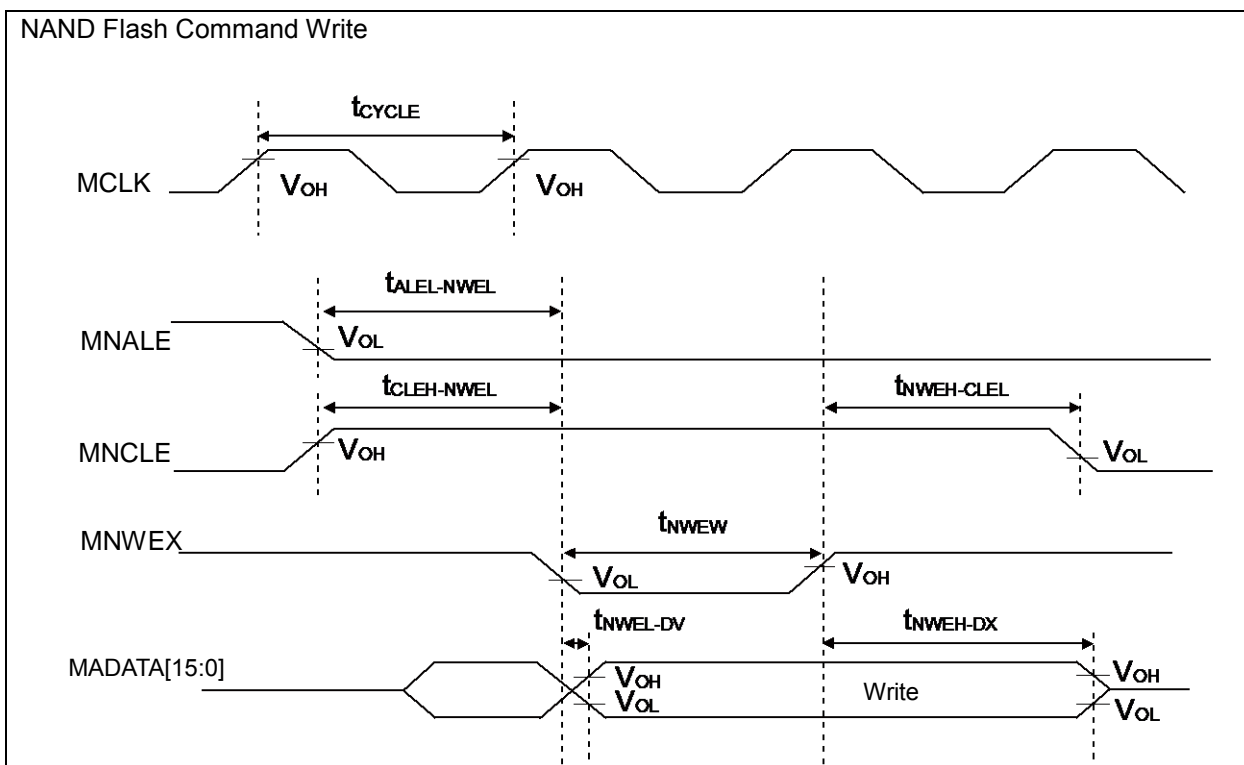 NAND Flash Command Write
tCYCLE
MCLK
VOH
VOH
tALEL-NWEL
MNALE
VOL
tCLEH-NWEL
tNWEH-CLEL
MNCLE
VOH
VOL
tNWEW
MNWEX
VOL
VOH
tNWEL-DV
tNWEH-DX
MADATA[15:0]
VOH
VOL
Write
VOH
VOL